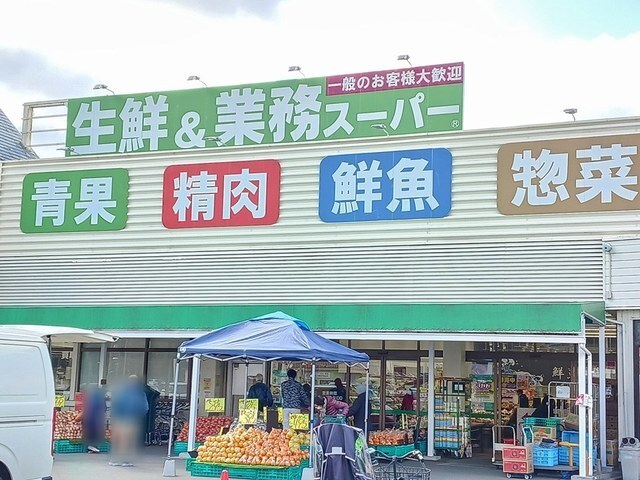 一般のお客様大歓迎
生鮮&業務スーパー®
青果
精肉
鮮魚
惣菜
鮮